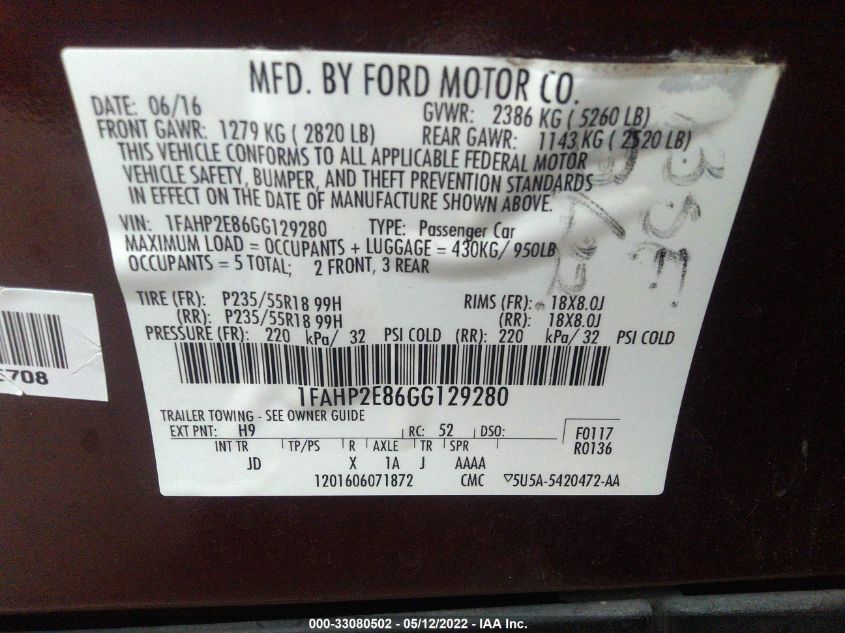 MFD. BY FORD MOTOR CO.
DATE: 06/16 GVWR: 2386 KG ( 5260 LB)
FRONT GAWR: 1279 KG ( 2820 LB) REAR GAWR: 1143 KG ( 2520 LB)
THIS VEHICLE CONFORMS TO ALL APPLICABLE FEDERAL MOTOR
VEHICLE SAFETY, BUMPER, AND THEFT PREVENTION STANDARDS
IN EFFECT ON THE DATE OF MANUFACTURE SHOWN ABOVE.
VIN: 1FAHP2E86GG129280 TYPE: Passenger Car
MAXIMUM LOAD = OCCUPANTS + LUGGAGE = 430KG/ 950LB
OCCUPANTS = 5 TOTAL; 2 FRONT, 3 REAR
TIRE (FR): P235/55R18 99H RIMS (FR): 18X8.0J
(RR): P235/55R18 99H (RR): 18X8.0J
PRESSURE (FR): 220 kPa/ 32 PSI COLD (RR): 220 kPa/ 32 PSI COLD
1FAHP2E86GG129280
TRAILER TOWING - SEE OWNER GUIDE
EXT PNT: H9 RC: 52 DSO: F0117
INT TR TP/PS R AXLE TR SPR R0136
JD X 1A J AAAA
1201606071872 CMC ▽5U5A-5420472-AA
708
000-33080502 - 05/12/2022 - IAA Inc.